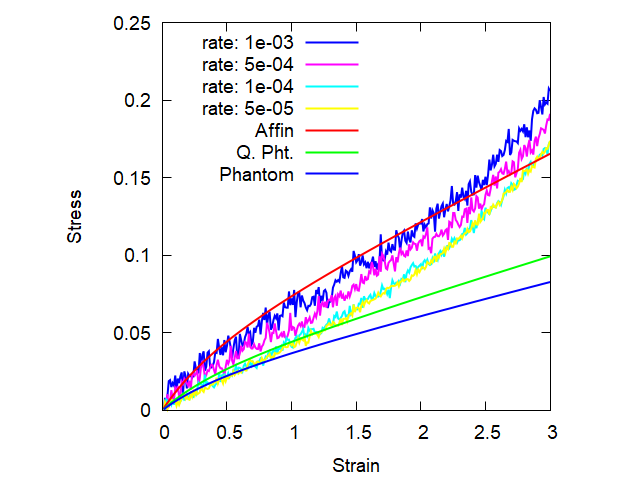 0.25
0.2
0.15
0.1
0.05
0
Stress
rate: 1e-03
rate: 5e-04
rate: 1e-04
rate: 5e-05
Affin
Q. Pht.
Phantom
0 0.5 1 1.5 2 2.5 3
Strain